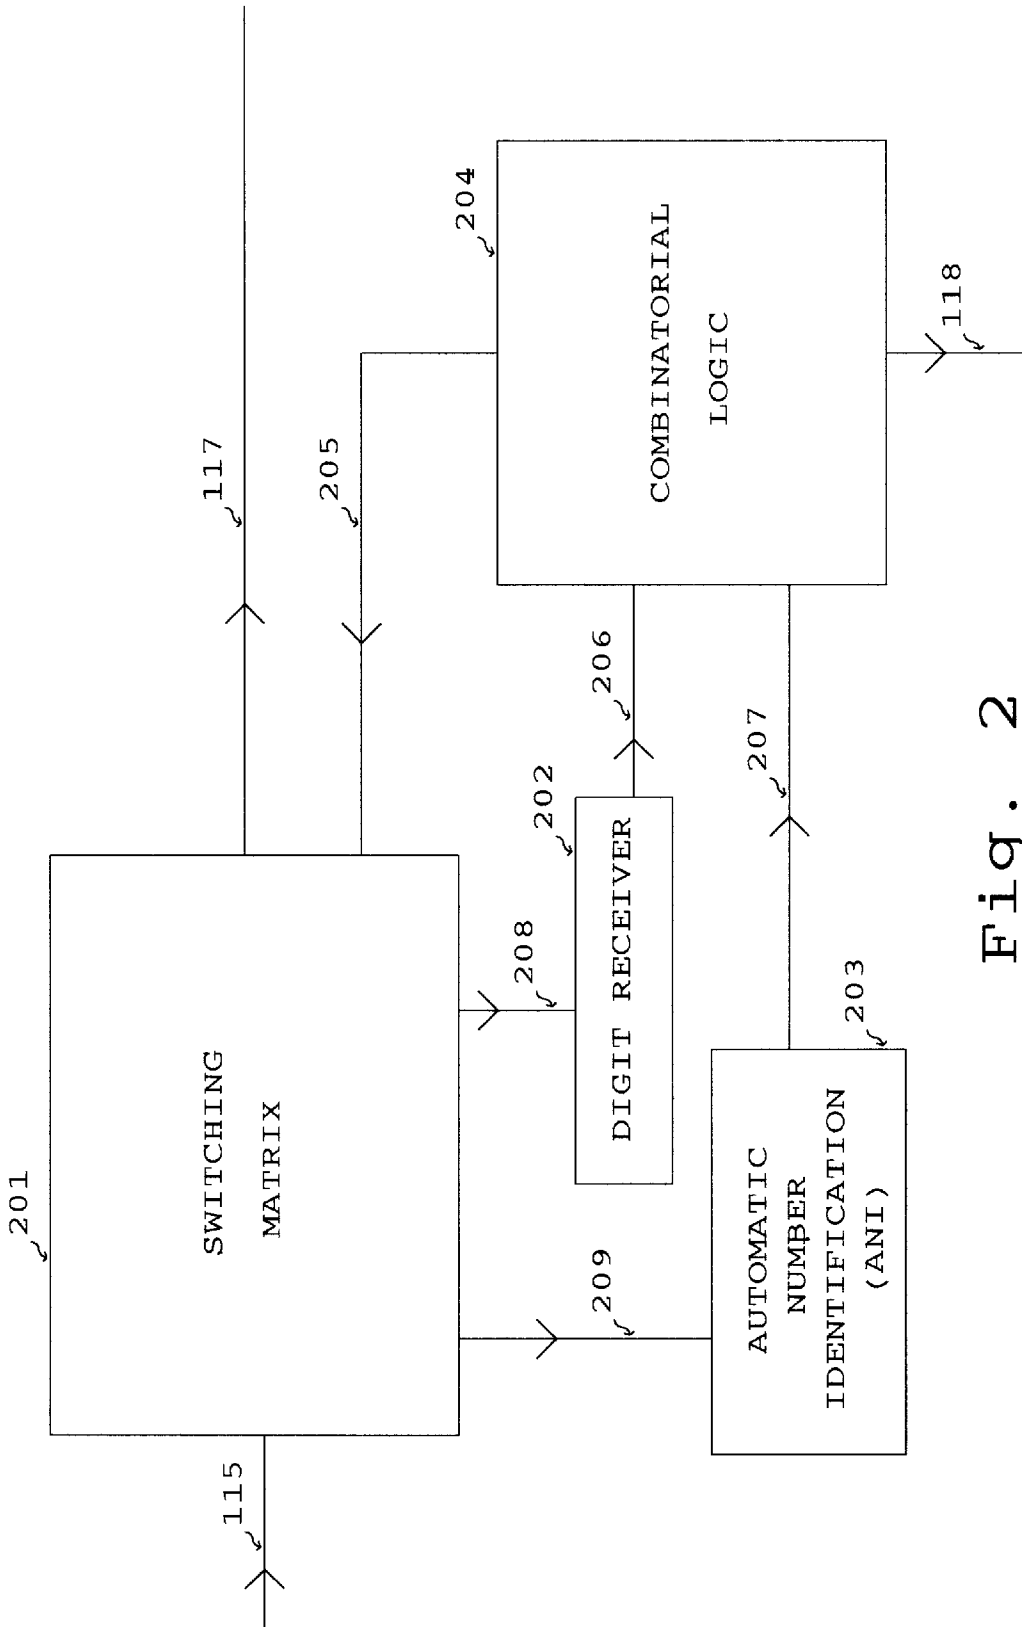 201
SWITCHING
MATRIX
115
117
205
204
COMBINATORIAL
LOGIC
118
208
202
DIGIT RECEIVER
206
209
AUTOMATIC
NUMBER
IDENTIFICATION
(ANI)
203
207
Fig. 2